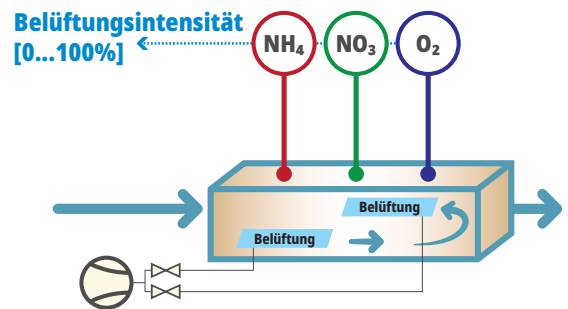 Belüftungsintensität
[0...100%]
NH₄
NO₃
O₂
Belüftung
Belüftung